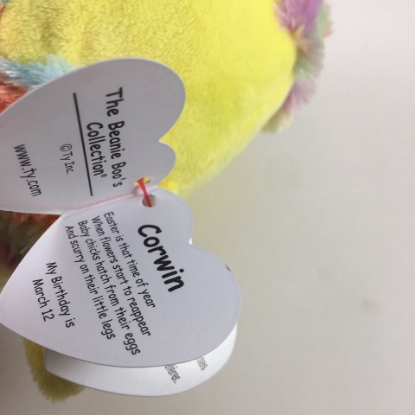 The Beanie Boo's
Collection®
© Ty Inc.
www.ty.com
Corwin
Easter is that time of year
When flowers start to reappear
Baby chicks hatch from their eggs
And scurry on their little legs
My Birthday is
March 12